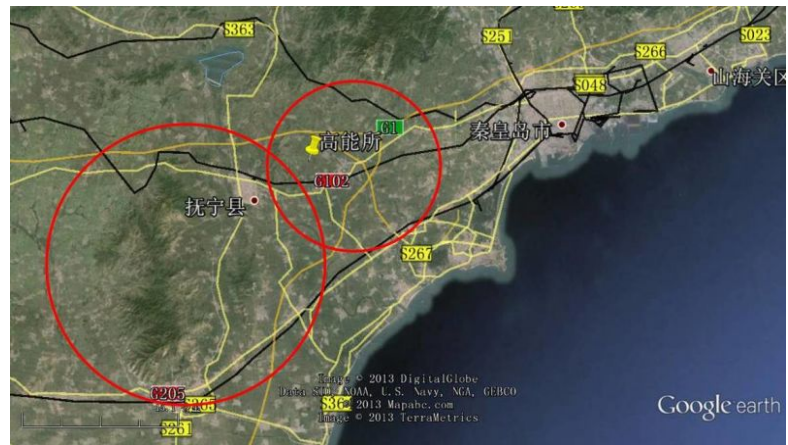 S363
S251
S023
S266
山海关区
S048
G1
秦皇岛市
高能所
G102
抚宁县
S267
G205
S261
Image © 2013 DigitalGlobe
Data SIO, NOAA, U.S. Navy, NGA, GEBCO
© 2013 Mapabc.com
Image © 2013 TerraMetrics
Google earth